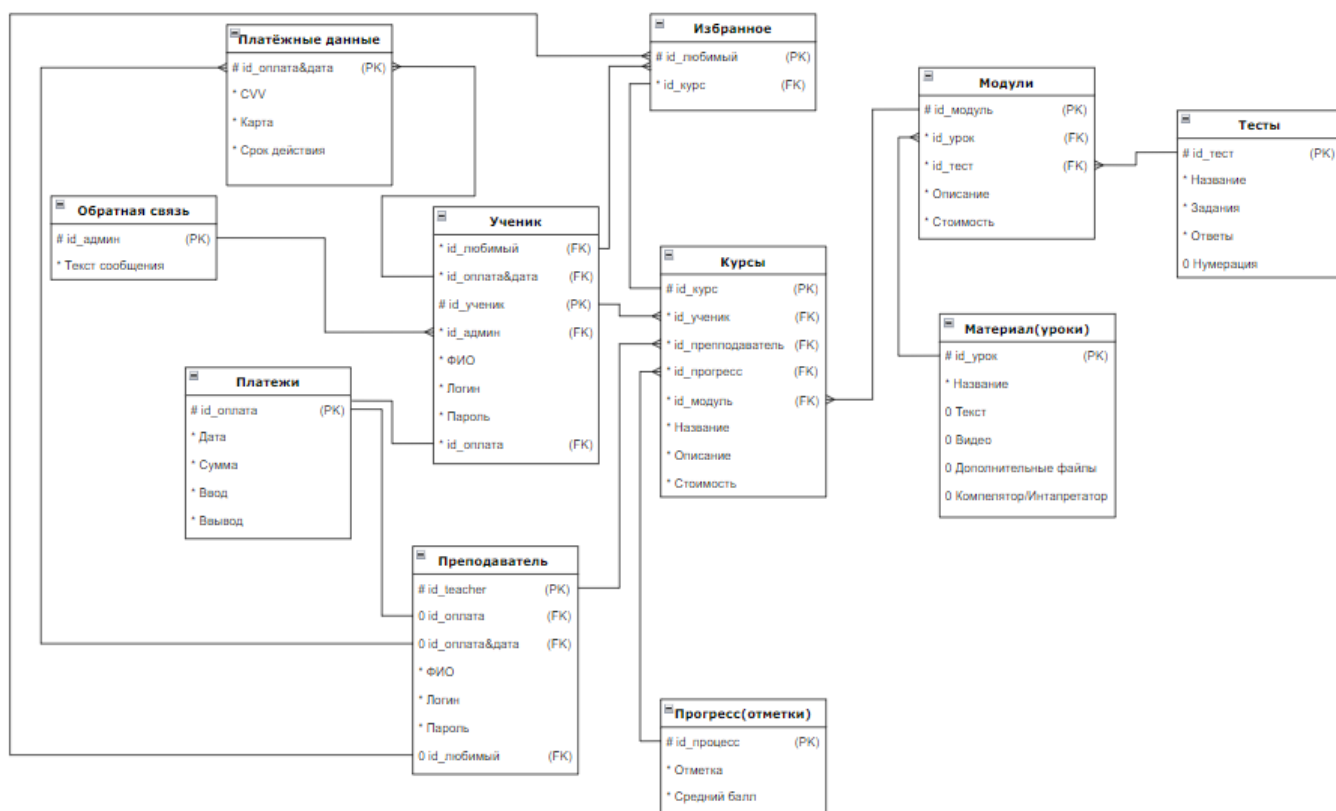 Платёжные данные
# id_оплата&дата (PK)
* CVV
* Карта
* Срок действия
Избранное
# id_любимый (PK)
* id_курс (FK)
Модули
# id_модуль (PK)
* id_урок (FK)
* id_тест (FK)
* Описание
* Стоимость
Тесты
# id_тест (PK)
* Название
* Задания
* Ответы
0 Нумерация
Обратная связь
# id_админ (PK)
* Текст сообщения
Ученик
* id_любимый (FK)
* id_оплата&дата (FK)
# id_ученик (PK)
* id_админ (FK)
* ФИО
* Логин
* Пароль
* id_оплата (FK)
Курсы
# id_курс (PK)
* id_ученик (FK)
* id_препподаватель (FK)
* id_прогресс (FK)
* id_модуль (FK)
* Название
* Описание
* Стоимость
Материал(уроки)
# id_урок (PK)
* Название
0 Текст
0 Видео
0 Дополнительные файлы
0 Компелятор/Интапретатор
Платежи
# id_оплата (PK)
* Дата
* Сумма
* Ввод
* Ввывод
Преподаватель
# id_teacher (PK)
0 id_оплата (FK)
0 id_оплата&дата (FK)
* ФИО
* Логин
* Пароль
0 id_любимый (FK)
Прогресс(отметки)
# id_процесс (PK)
* Отметка
* Средний балл